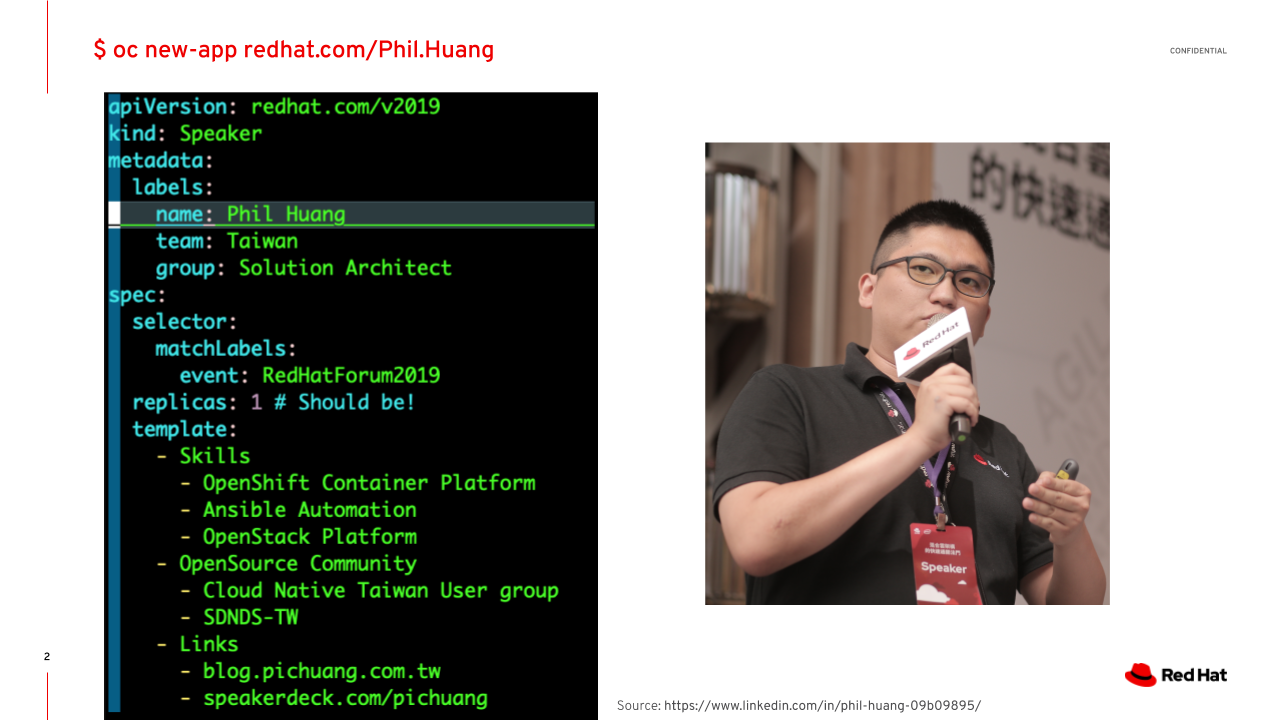 $ oc new-app redhat.com/Phil.Huang
CONFIDENTIAL
apiVersion: redhat.com/v2019
kind: Speaker
metadata:
  labels:
    name: Phil Huang
    team: Taiwan
    group: Solution Architect
spec:
  selector:
    matchLabels:
      event: RedHatForum2019
  replicas: 1 # Should be!
  template:
    - Skills
      - OpenShift Container Platform
      - Ansible Automation
      - OpenStack Platform
    - OpenSource Community
      - Cloud Native Taiwan User group
      - SDNDS-TW
    - Links
      - blog.pichuang.com.tw
      - speakerdeck.com/pichuang
的快速通
Red Hat
Speaker
2
Red Hat
Source: https://www.linkedin.com/in/phil-huang-09b09895/